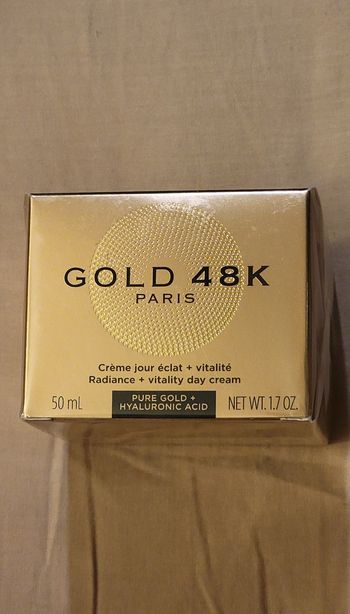 GOLD 48K
PARIS
Crème jour éclat + vitalité
Radiance + vitality day cream
50 mL
PURE GOLD +
HYALURONIC ACID
NET WT. 1.7 OZ.